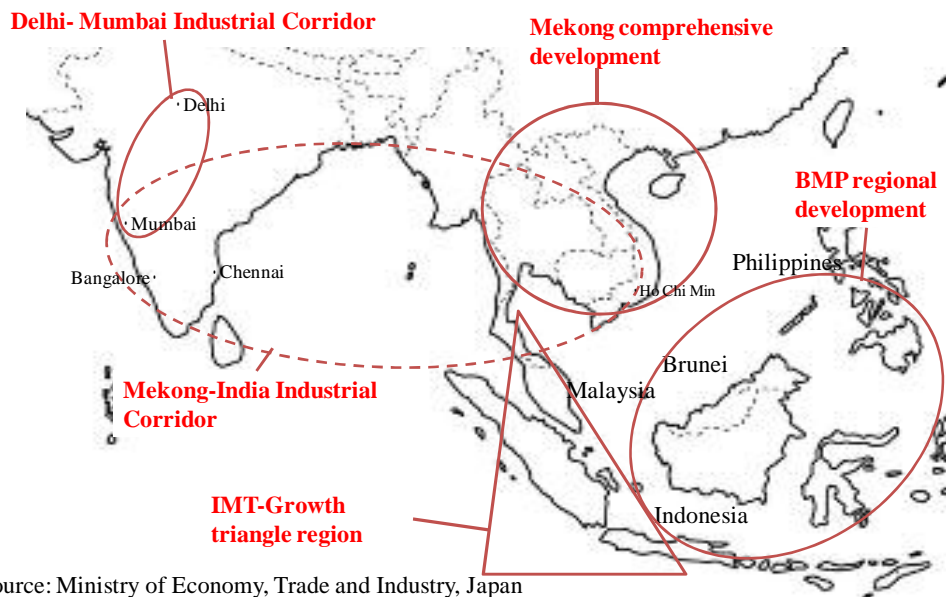 Delhi- Mumbai Industrial Corridor
Mekong comprehensive
development
Delhi
BMP regional
development
Mumbai
Philippines
Bangalore
Chennai
Ho Chi Min
Brunei
Malaysia
Mekong-India Industrial
Corridor
IMT-Growth
triangle region
Indonesia
ource: Ministry of Economy, Trade and Industry, Japan